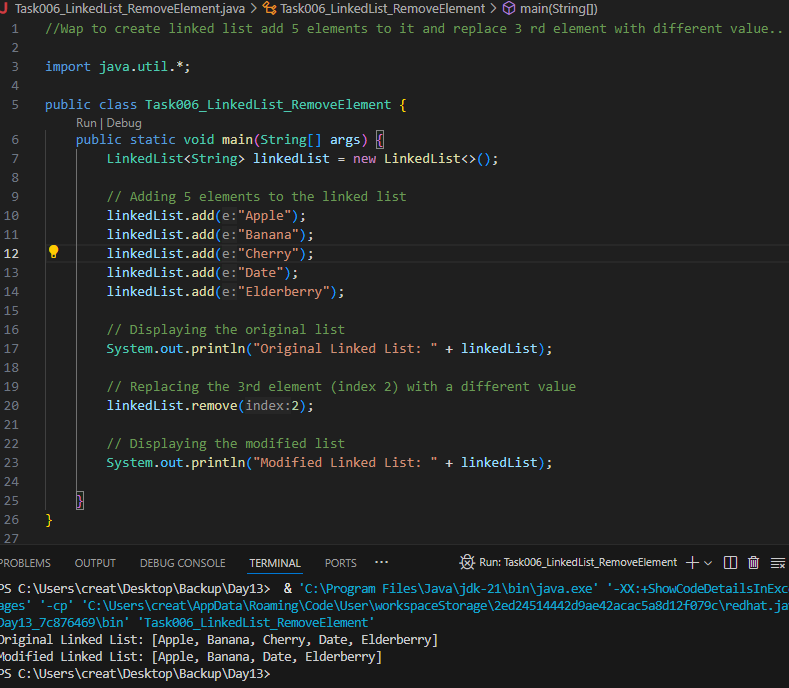 Task006_LinkedList_RemoveElement.java > Task006_LinkedList_RemoveElement > main(String[])
1 //Wap to create linked list add 5 elements to it and replace 3 rd element with different value..
2
3 import java.util.*;
4
5 public class Task006_LinkedList_RemoveElement {
Run | Debug
6 public static void main(String[] args) {
7 LinkedList<String> linkedList = new LinkedList<>();
8
9 // Adding 5 elements to the linked list
10 linkedList.add(e:"Apple");
11 linkedList.add(e:"Banana");
12 linkedList.add(e:"Cherry");
13 linkedList.add(e:"Date");
14 linkedList.add(e:"Elderberry");
15
16 // Displaying the original list
17 System.out.println("Original Linked List: " + linkedList);
18
19 // Replacing the 3rd element (index 2) with a different value
20 linkedList.remove(index:2);
21
22 // Displaying the modified list
23 System.out.println("Modified Linked List: " + linkedList);
24
25 }
26 }
27
PROBLEMS OUTPUT DEBUG CONSOLE TERMINAL PORTS ··· Run: Task006_LinkedList_RemoveElement
PS C:\Users\creat\Desktop\Backup\Day13> & 'C:\Program Files\Java\jdk-21\bin\java.exe' '-XX:+ShowCodeDetailsInExc
ages' '-cp' 'C:\Users\creat\AppData\Roaming\Code\User\workspaceStorage\2ed24514442d9ae42acac5a8d12f079c\redhat.ja
Day13_7c876469\bin' 'Task006_LinkedList_RemoveElement'
Original Linked List: [Apple, Banana, Cherry, Date, Elderberry]
Modified Linked List: [Apple, Banana, Date, Elderberry]
PS C:\Users\creat\Desktop\Backup\Day13>